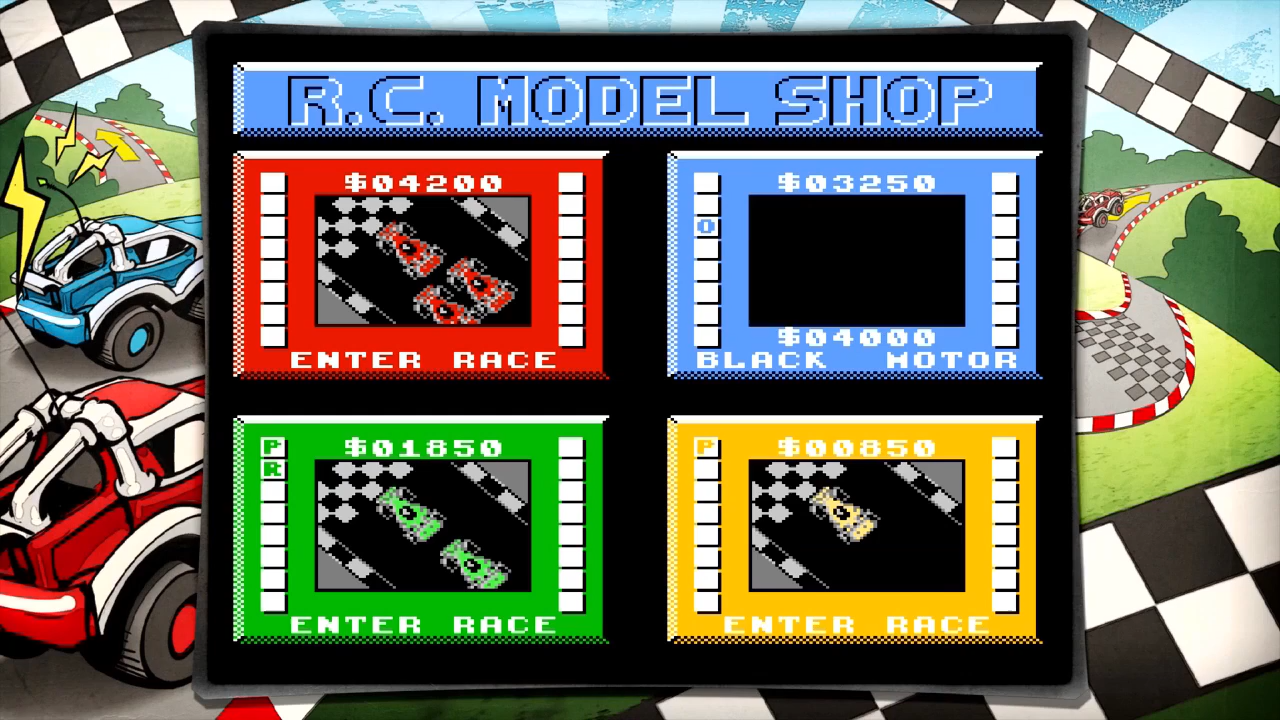 R.C. MODEL SHOP
$04200
ENTER RACE
$03250
O
$04000
BLACK MOTOR
P
R
$01850
ENTER RACE
P
$00850
ENTER RACE